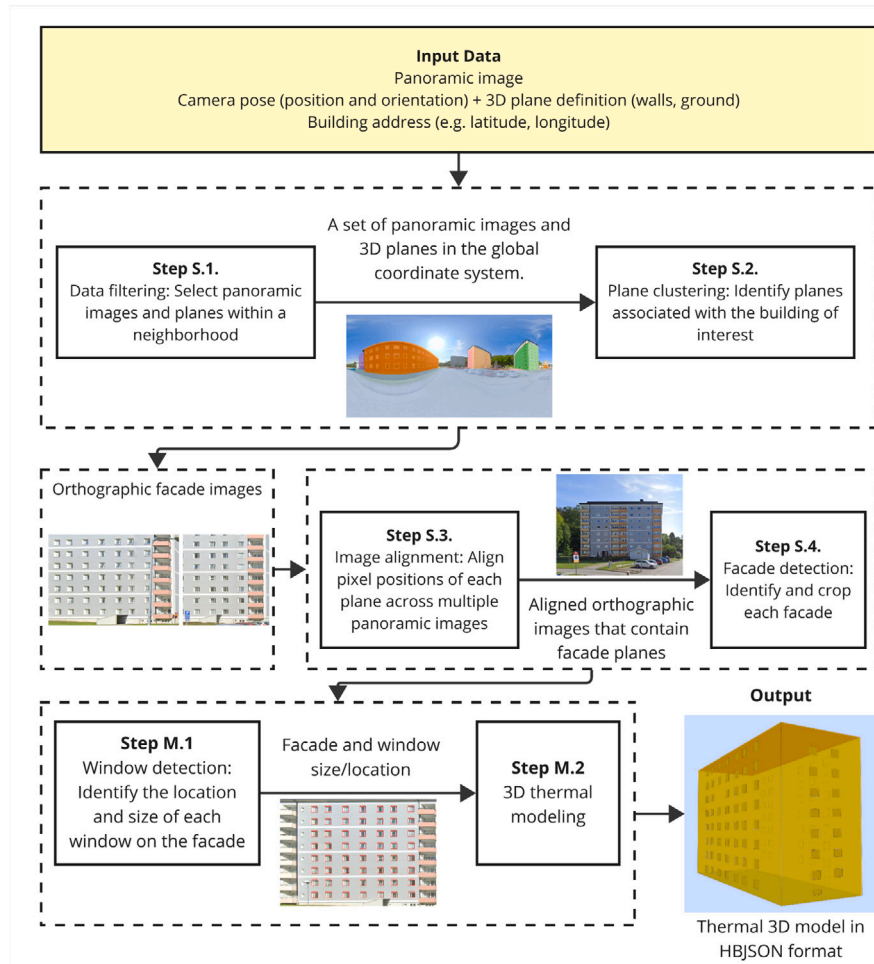 Input Data
Panoramic image
Camera pose (position and orientation) + 3D plane definition (walls, ground)
Building address (e.g. latitude, longitude)
Step S.1.
Data filtering: Select panoramic
images and planes within a
neighborhood
A set of panoramic images and
3D planes in the global
coordinate system.
Step S.2.
Plane clustering: Identify planes
associated with the building of
interest
Orthographic facade images
Step S.3.
Image alignment: Align
pixel positions of each
plane across multiple
panoramic images
Aligned orthographic
images that contain
facade planes
Step S.4.
Facade detection:
Identify and crop
each facade
Step M.1
Window detection:
Identify the location
and size of each
window on the facade
Facade and window
size/location
Step M.2
3D thermal
modeling
Output
Thermal 3D model in
HBJSON format